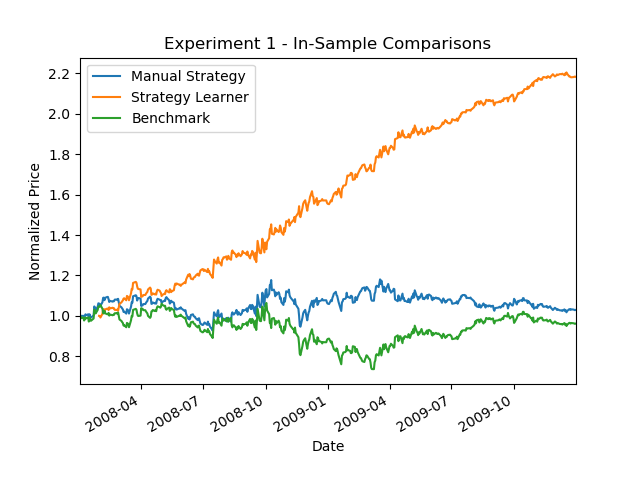 Experiment 1 - In-Sample Comparisons
Manual Strategy
Strategy Learner
Benchmark
Normalized Price
2.2
2.0
1.8
1.6
1.4
1.2
1.0
0.8
2008-04
2008-07
2008-10
2009-01
2009-04
2009-07
2009-10
Date